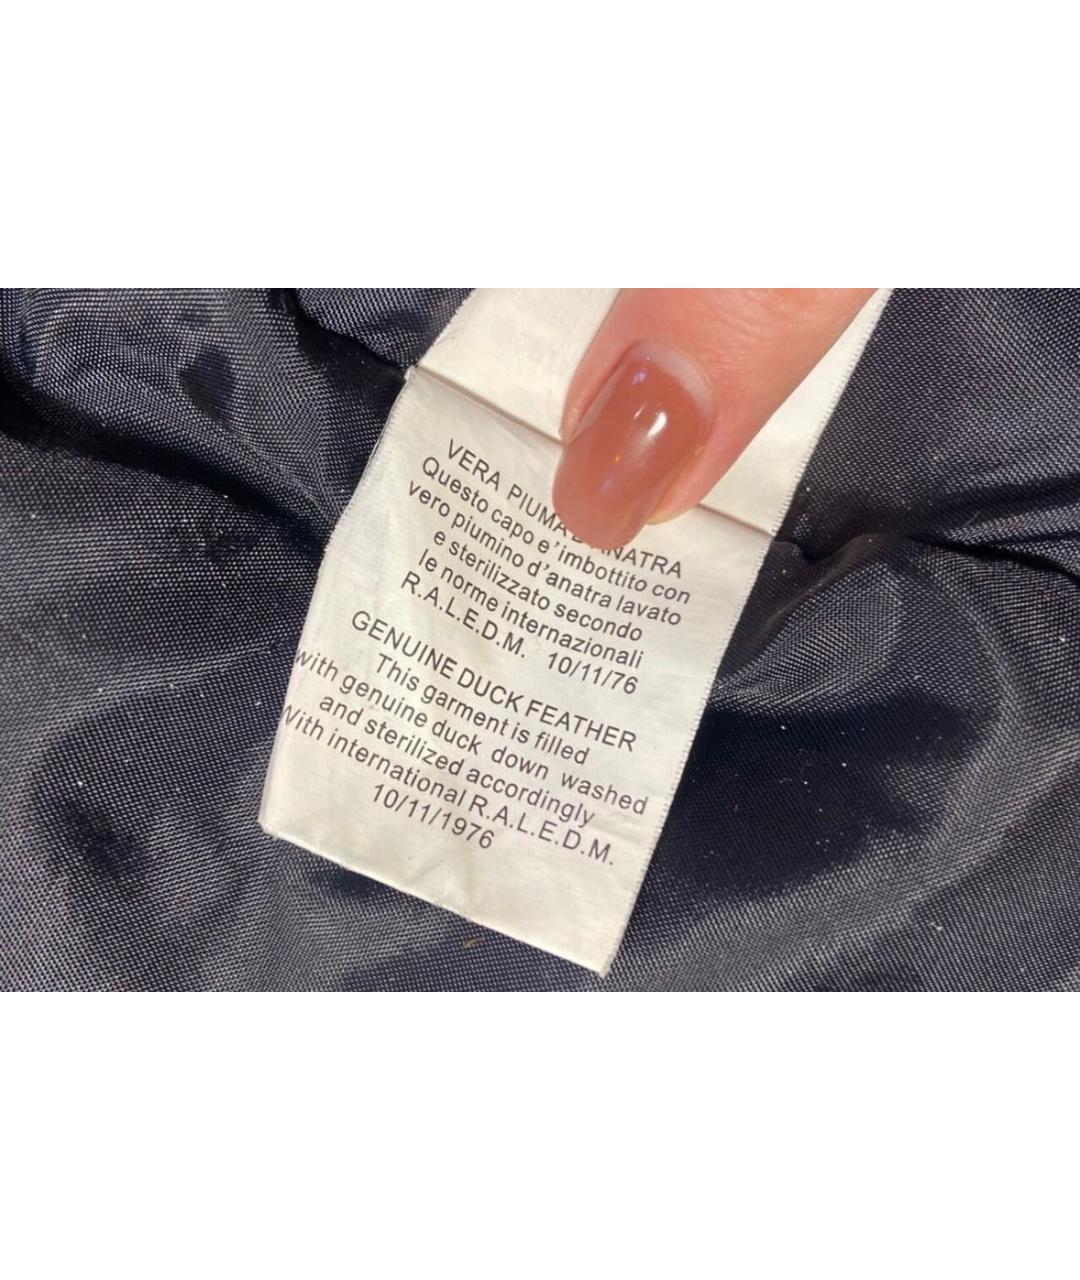 VERA PIUMA D'ANATRA
Questo capo e' imbottito con
vero piumino d'anatra lavato
e sterilizzato secondo
le norme internazionali
R.A.L.E.D.M. 10/11/76
GENUINE DUCK FEATHER
This garment is filled
with genuine duck down washed
and sterilized accordingly
With international R.A.L.E.D.M.
10/11/1976